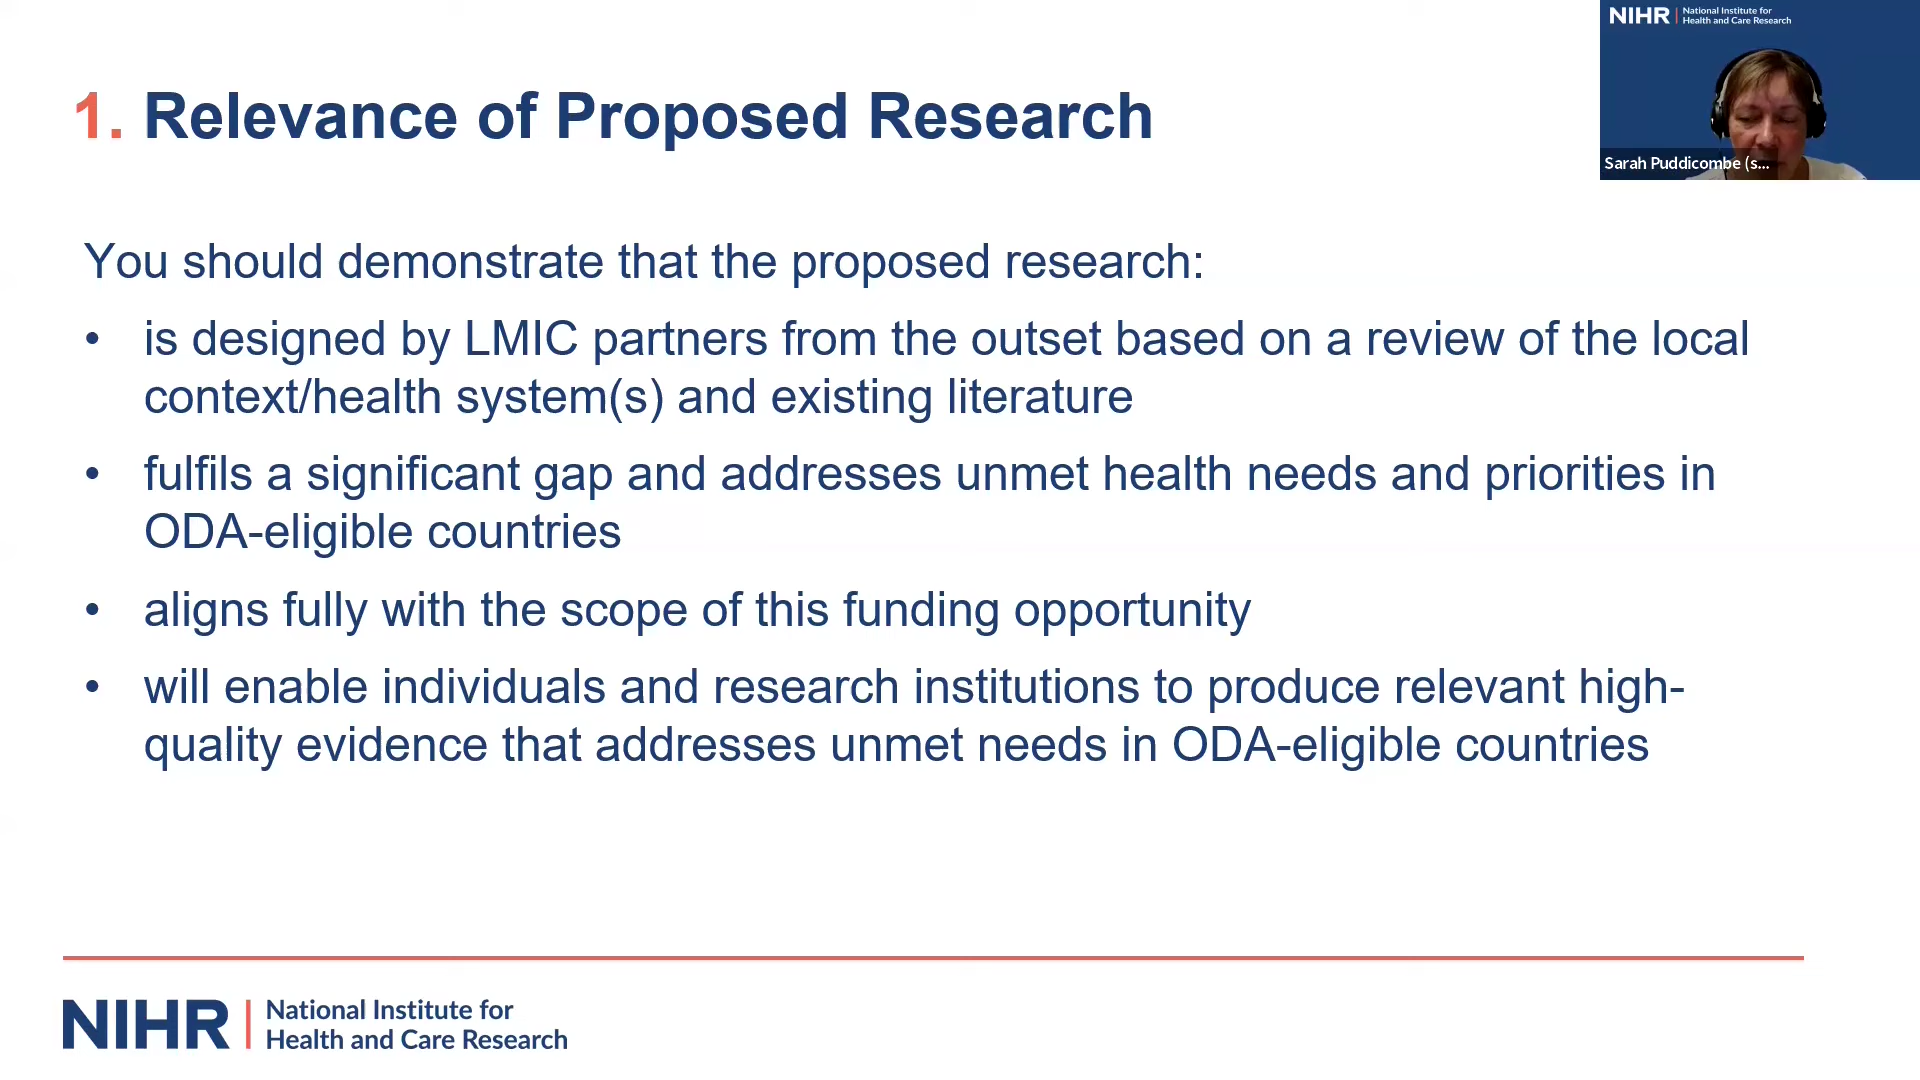 NIHR | National Institute for
Health and Care Research
1. Relevance of Proposed Research
Sarah Puddicombe (s...
You should demonstrate that the proposed research:
• is designed by LMIC partners from the outset based on a review of the local
context/health system(s) and existing literature
• fulfils a significant gap and addresses unmet health needs and priorities in
ODA-eligible countries
• aligns fully with the scope of this funding opportunity
• will enable individuals and research institutions to produce relevant high-
quality evidence that addresses unmet needs in ODA-eligible countries
NIHR | National Institute for
Health and Care Research